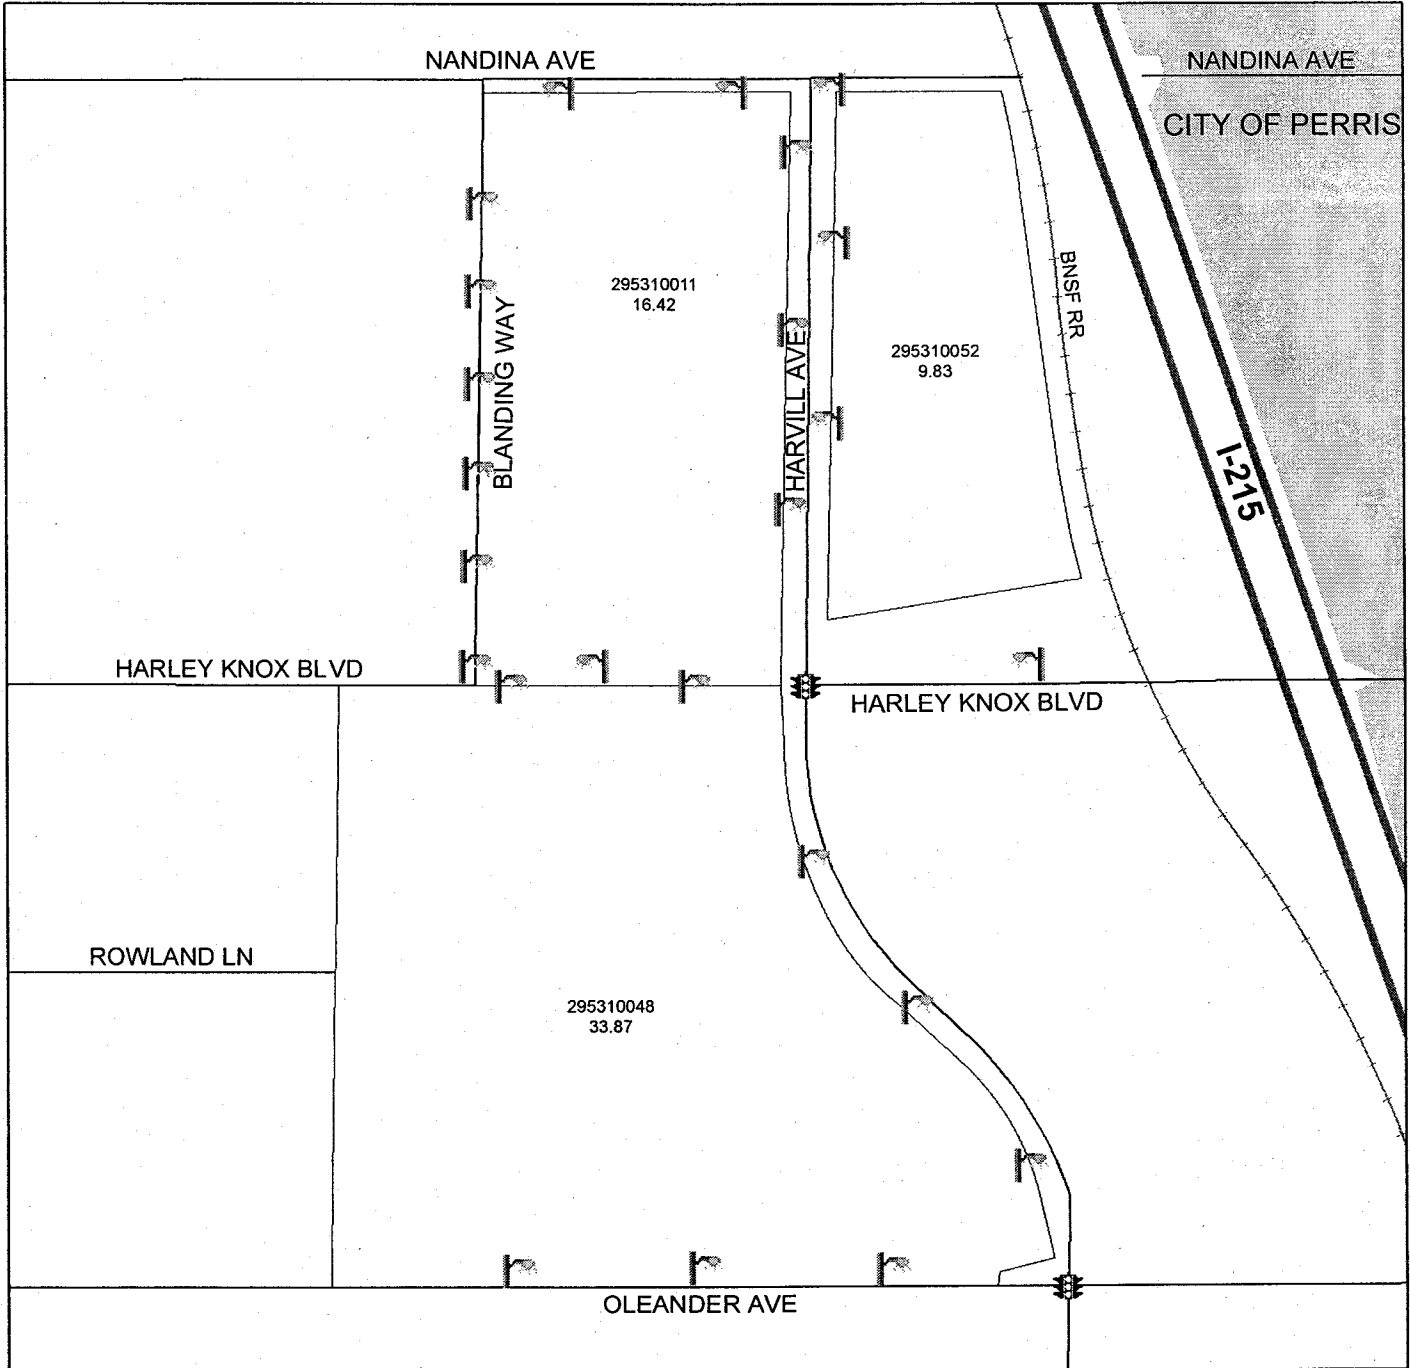 NANDINA AVE
NANDINA AVE
CITY OF PERRIS
295310011
16.42
BLANDING WAY
HARVILL AVE
295310052
9.83
BNSF RR
I-215
HARLEY KNOX BLVD
HARLEY KNOX BLVD
ROWLAND LN
295310048
33.87
OLEANDER AVE